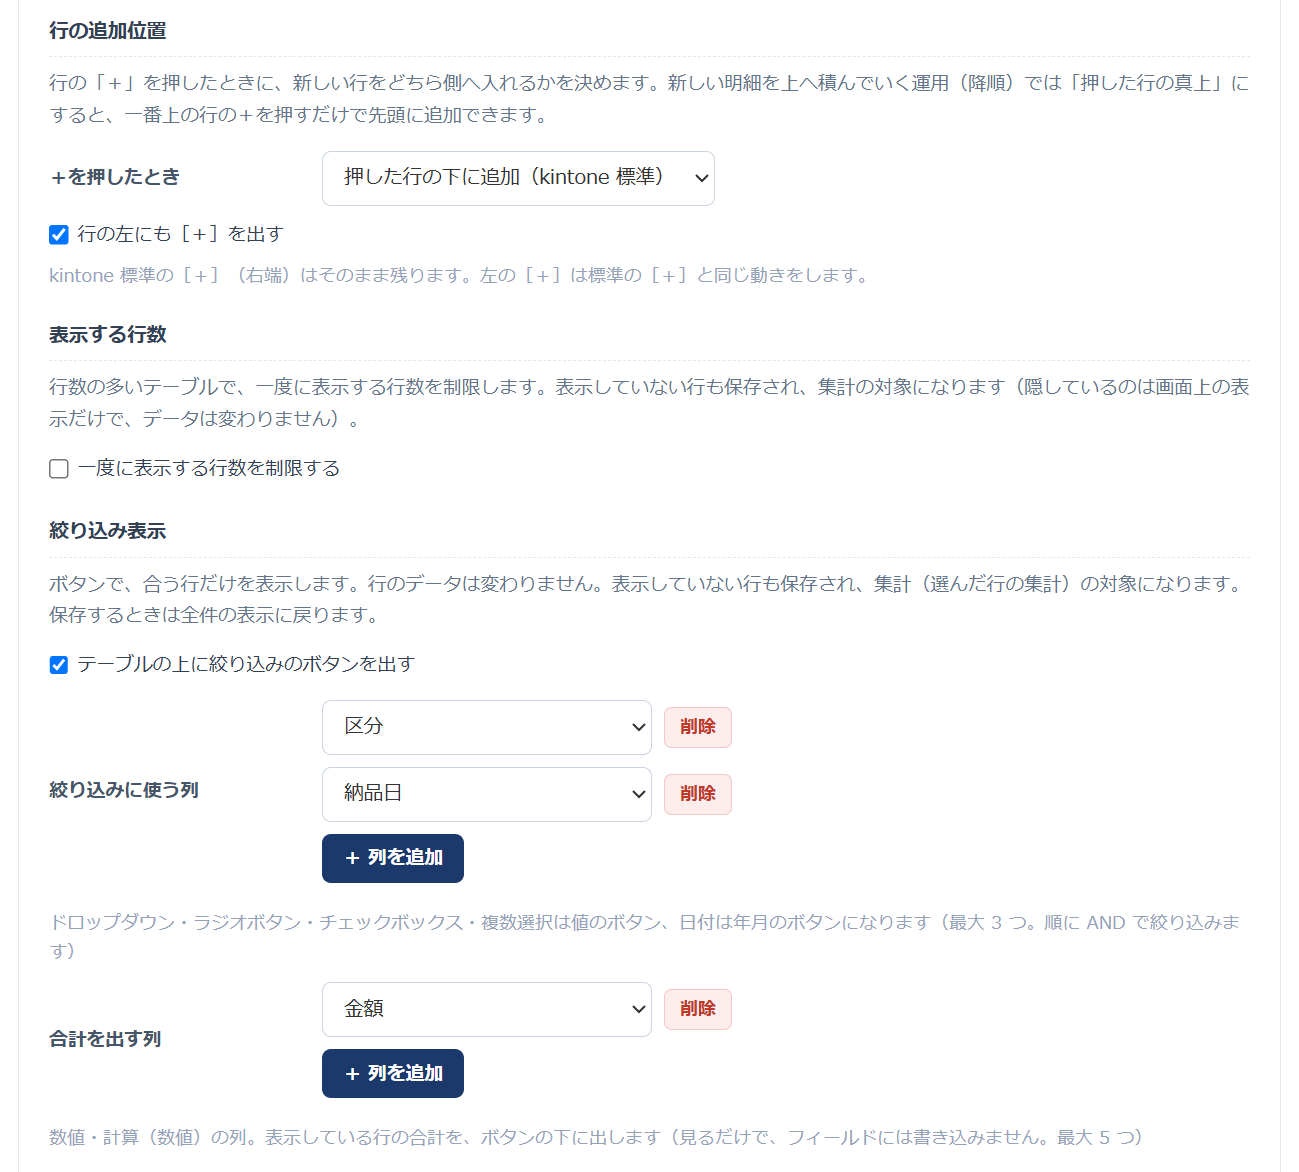 行の追加位置
行の「＋」を押したときに、新しい行をどちら側へ入れるかを決めます。新しい明細を上へ積んでいく運用（降順）では「押した行の真上」に
すると、一番上の行の＋を押すだけで先頭に追加できます。
＋を押したとき
押した行の下に追加（kintone 標準）
行の左にも［＋］を出す
kintone 標準の［＋］（右端）はそのまま残ります。左の［＋］は標準の［＋］と同じ動きをします。
表示する行数
行数の多いテーブルで、一度に表示する行数を制限します。表示していない行も保存され、集計の対象になります（隠しているのは画面上の表
示だけで、データは変わりません）。
一度に表示する行数を制限する
絞り込み表示
ボタンで、合う行だけを表示します。行のデータは変わりません。表示していない行も保存され、集計（選んだ行の集計）の対象になります。
保存するときは全件の表示に戻ります。
テーブルの上に絞り込みのボタンを出す
絞り込みに使う列
区分
削除
納品日
削除
＋ 列を追加
ドロップダウン・ラジオボタン・チェックボックス・複数選択は値のボタン、日付は年月のボタンになります（最大 3 つ。順に AND で絞り込みま
す）
合計を出す列
金額
削除
＋ 列を追加
数値・計算（数値）の列。表示している行の合計を、ボタンの下に出します（見るだけで、フィールドには書き込みません。最大 5 つ）